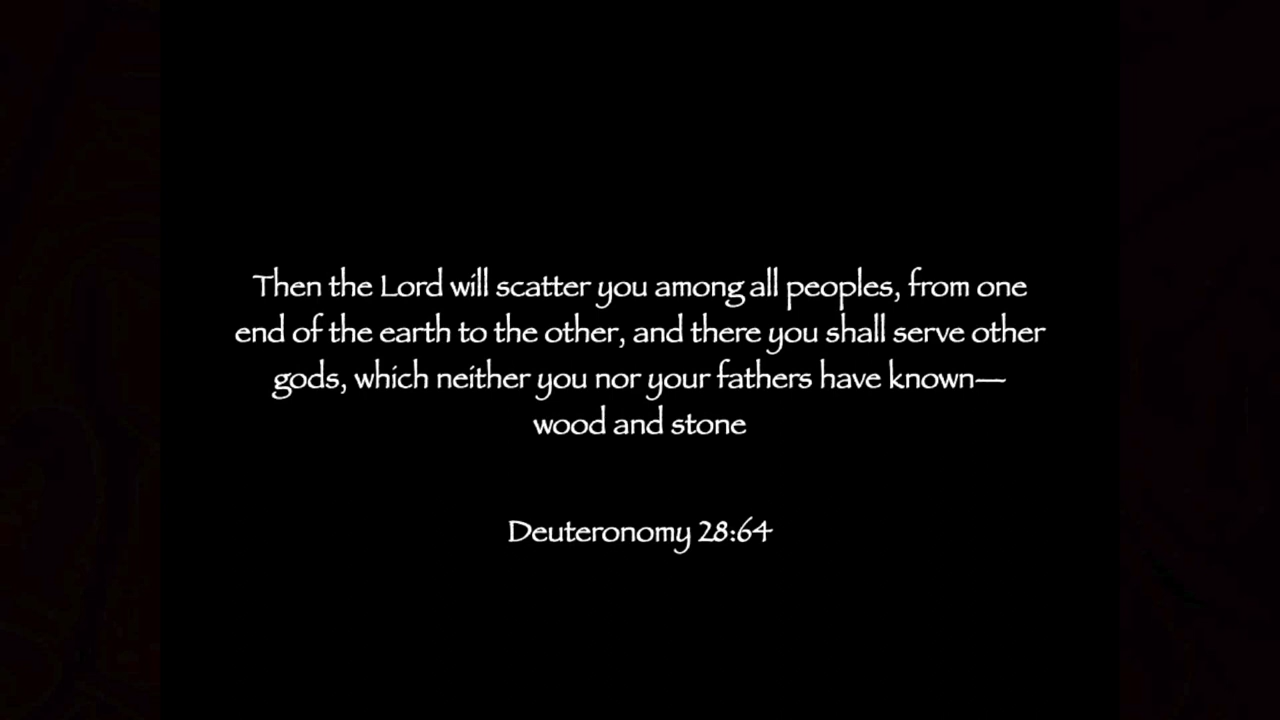 Then the Lord will scatter you among all peoples, from one
end of the earth to the other, and there you shall serve other
gods, which neither you nor your fathers have known—
wood and stone
Deuteronomy 28:64